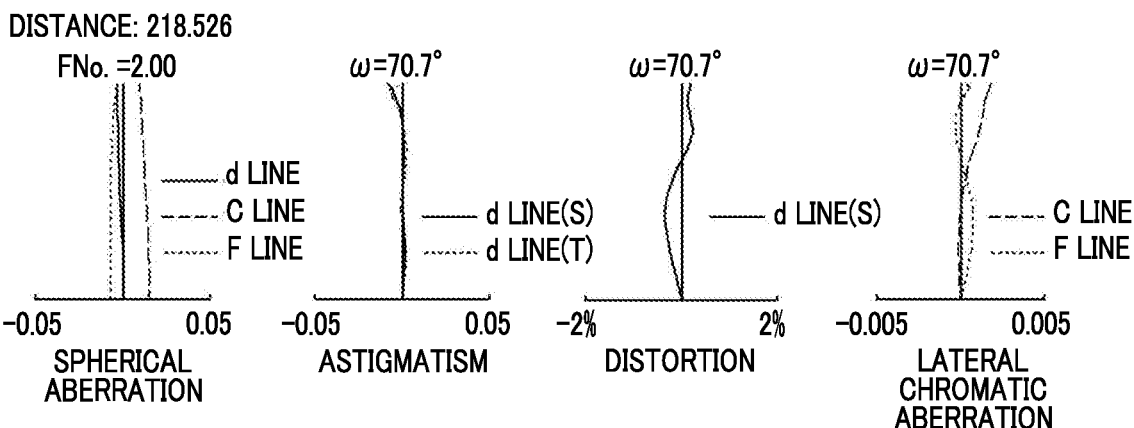 DISTANCE: 218.526
FNo. =2.00
d LINE
C LINE
F LINE
-0.05 0.05
SPHERICAL
ABERRATION
ω=70.7°
d LINE(S)
d LINE(T)
-0.05 0.05
ASTIGMATISM
ω=70.7°
d LINE(S)
-2% 2%
DISTORTION
ω=70.7°
C LINE
F LINE
-0.005 0.005
LATERAL
CHROMATIC
ABERRATION